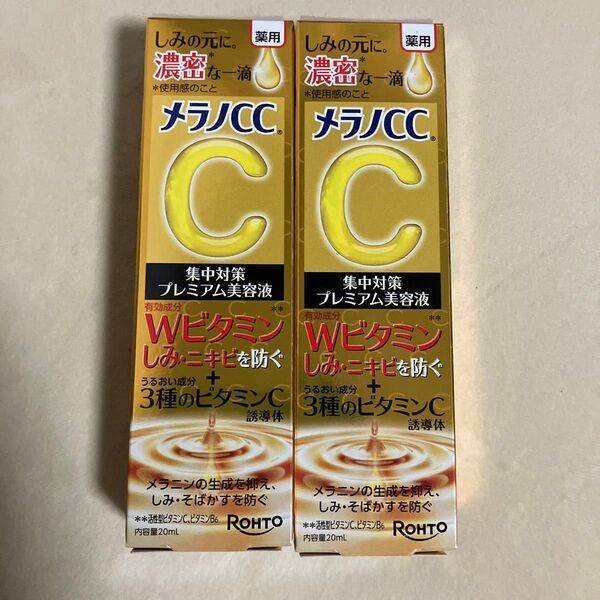 しみの元に。
薬用
濃密*な一滴
*使用感のこと
メラノCC®
C
集中対策
プレミアム美容液
有効成分
Wビタミン**
しみ・ニキビを防ぐ
+
うるおい成分
3種のビタミンC
誘導体
メラニンの生成を抑え、
しみ・そばかすを防ぐ
**活性型ビタミンC、ビタミンB₆
内容量20mL
ROHTO
しみの元に。
薬用
濃密*な一滴
*使用感のこと
メラノCC®
C
集中対策
プレミアム美容液
有効成分
Wビタミン**
しみ・ニキビを防ぐ
+
うるおい成分
3種のビタミンC
誘導体
メラニンの生成を抑え、
しみ・そばかすを防ぐ
**活性型ビタミンC、ビタミンB₆
内容量20mL
ROHTO